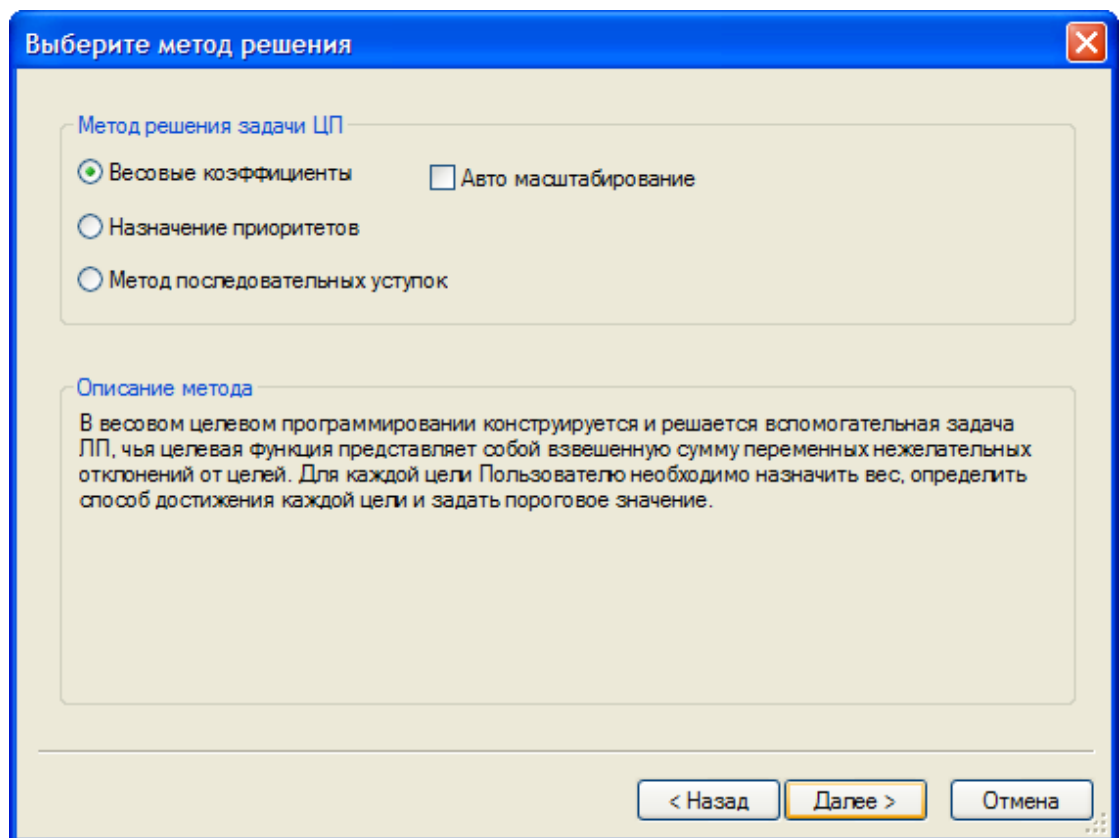 Выберите метод решения
Метод решения задачи ЦП
Весовые коэффициенты
Авто масштабирование
Назначение приоритетов
Метод последовательных уступок
Описание метода
В весовом целевом программировании конструируется и решается вспомогательная задача
ЛП, чья целевая функция представляет собой взвешенную сумму переменных нежелательных
отклонений от целей. Для каждой цели Пользователю необходимо назначить вес, определить
способ достижения каждой цели и задать пороговое значение.
< Назад
Далее >
Отмена